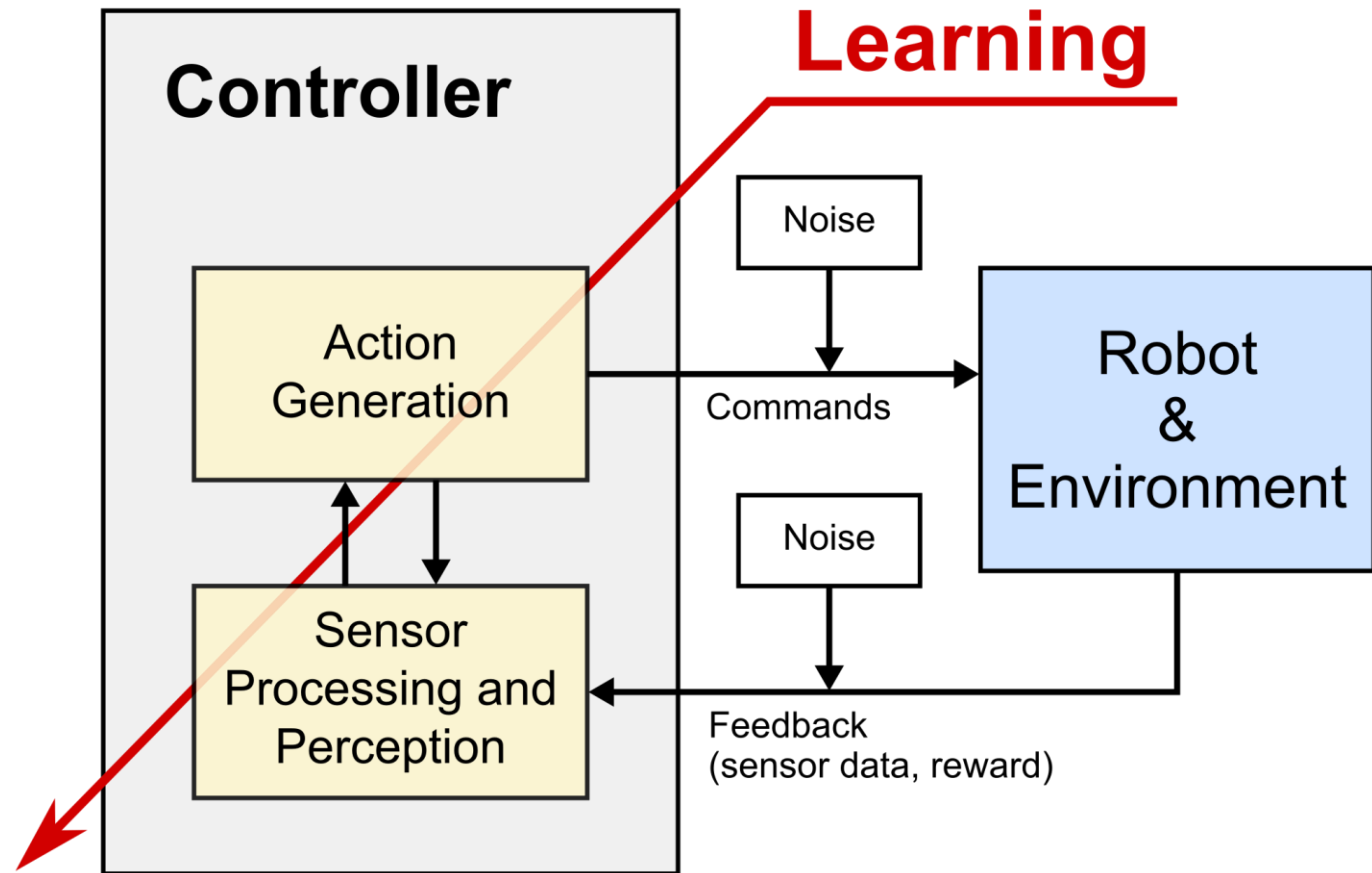 Learning
Controller
Noise
Action
Generation
Commands
Robot
&
Environment
Noise
Sensor
Processing and
Perception
Feedback
(sensor data, reward)